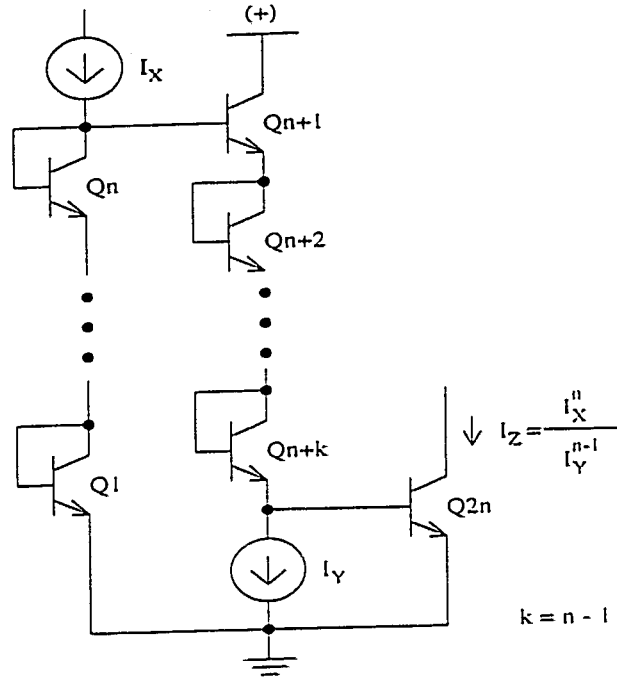 (+)
I_X
Qn+1
Qn
Qn+2
Qn+k
I_Z = I_X^n / I_Y^{n-1}
Q1
Q2n
I_Y
k = n - 1